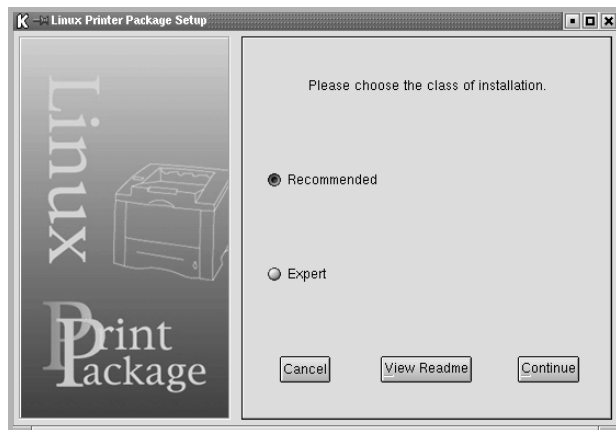 Linux Printer Package Setup
Linux
Print
Package
Please choose the class of installation.
Recommended
Expert
Cancel
View Readme
Continue